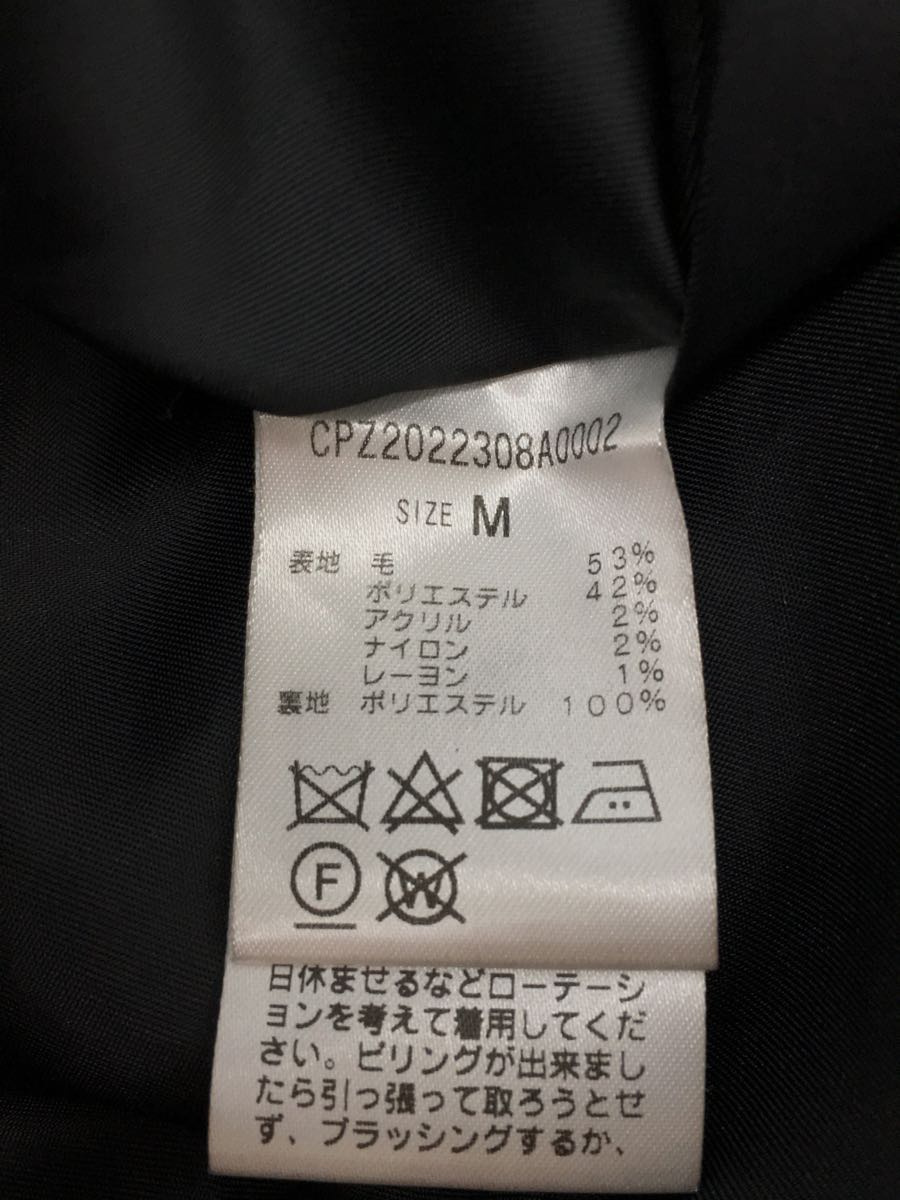 CPZ2022308A0002
SIZE M
表地 毛 53%
ポリエステル 42%
アクリル 2%
ナイロン 2%
レーヨン 1%
裏地 ポリエステル 100%
F W
日休ませるなどローテーシ
ョンを考えて着用してくだ
さい。ピリングが出来まし
たら引っ張って取ろうとせ
ず、ブラッシングするか、